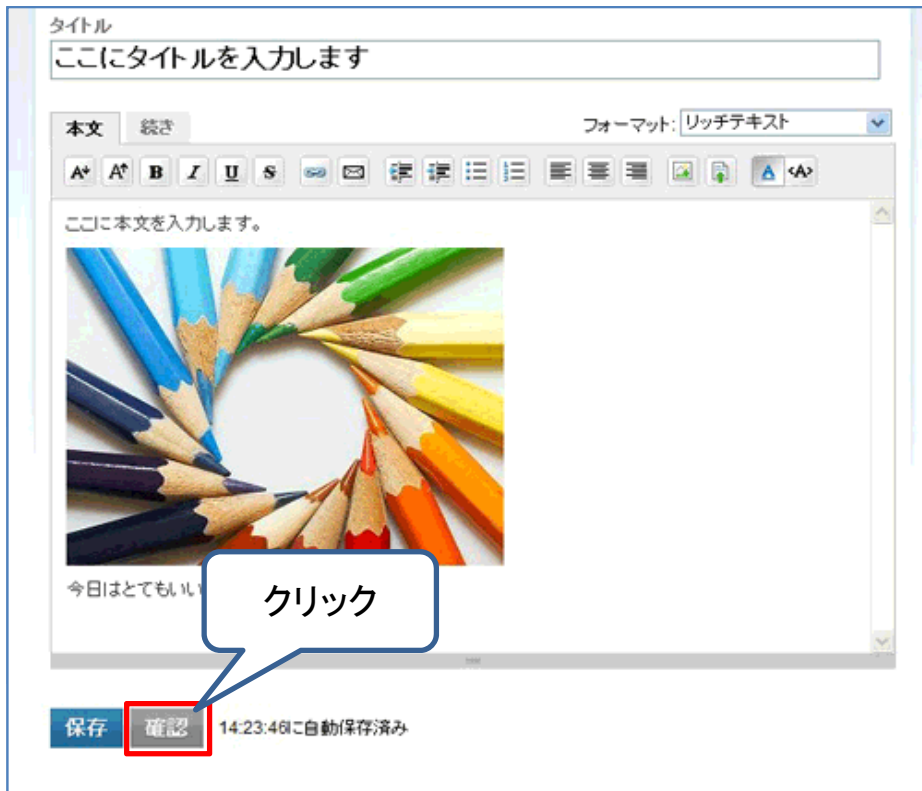 タイトル
ここにタイトルを入力します
本文 続き フォーマット: リッチテキスト
A A B I U S A <A>
ここに本文を入力します。
今日はとてもいい
クリック
保存 確認 14:23:46に自動保存済み